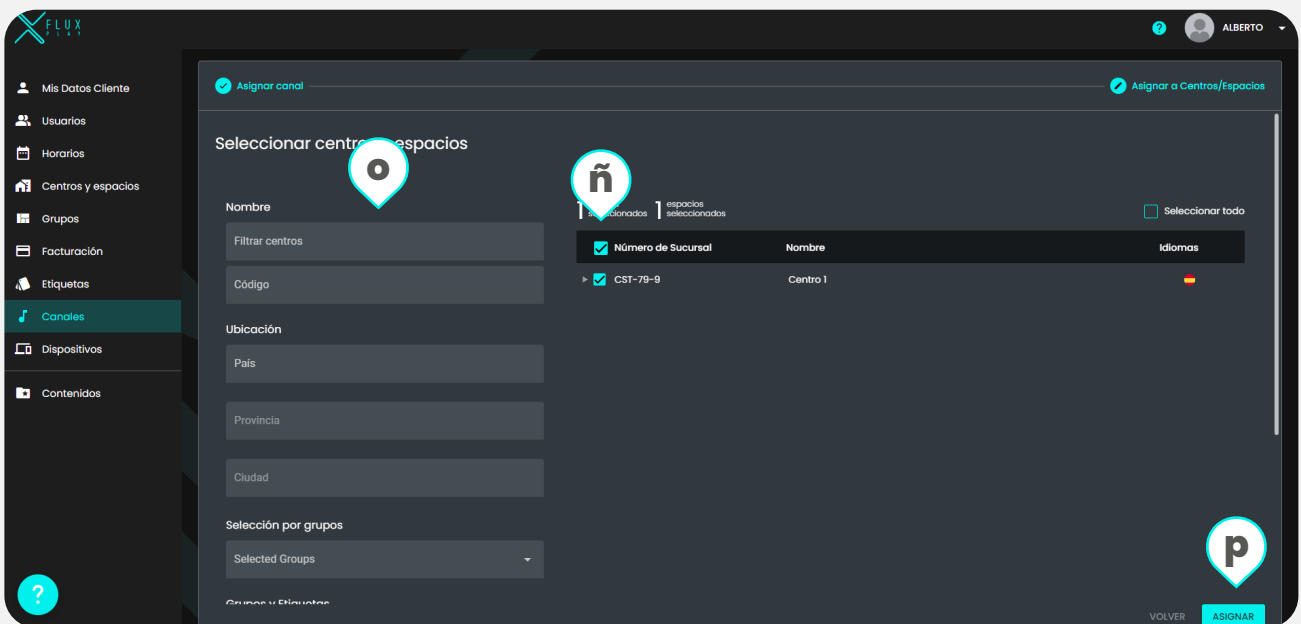 FLUX
PLAY
?
ALBERTO
Mis Datos Cliente
Usuarios
Horarios
Centros y espacios
Grupos
Facturación
Etiquetas
Canales
Dispositivos
Contenidos
?
Asignar canal
Asignar a Centros/Espacios
Seleccionar centr espacios
o
ñ
Nombre
Filtrar centros
Código
Ubicación
País
Provincia
Ciudad
Selección por grupos
Selected Groups
Grupos y Etiquetas
1 1 espacios
seleccionados
Seleccionar todo
Número de Sucursal Nombre Idiomas
CST-79-9 Centro 1
p
VOLVER ASIGNAR